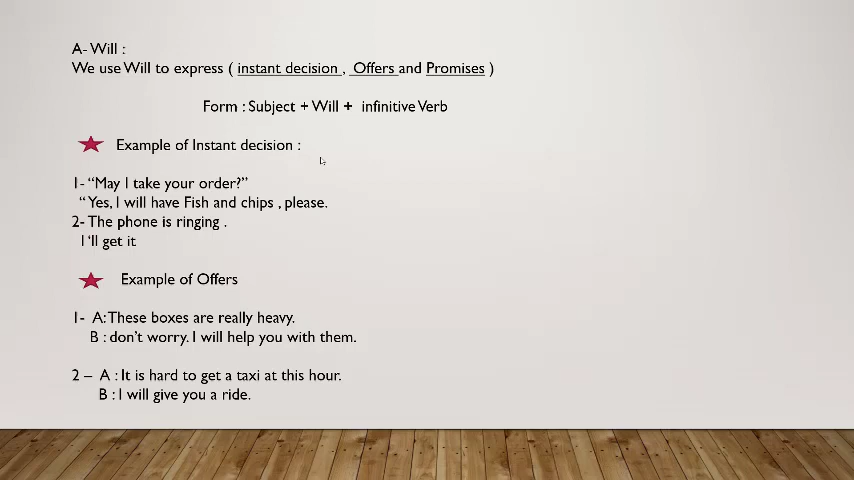 A- Will :
We use Will to express ( instant decision , Offers and Promises )
Form : Subject + Will + infinitive Verb
Example of Instant decision :
1- “May I take your order?”
“ Yes, I will have Fish and chips , please.
2- The phone is ringing .
I ‘ll get it
Example of Offers
1- A: These boxes are really heavy.
B : don’t worry. I will help you with them.
2 – A : It is hard to get a taxi at this hour.
B : I will give you a ride.